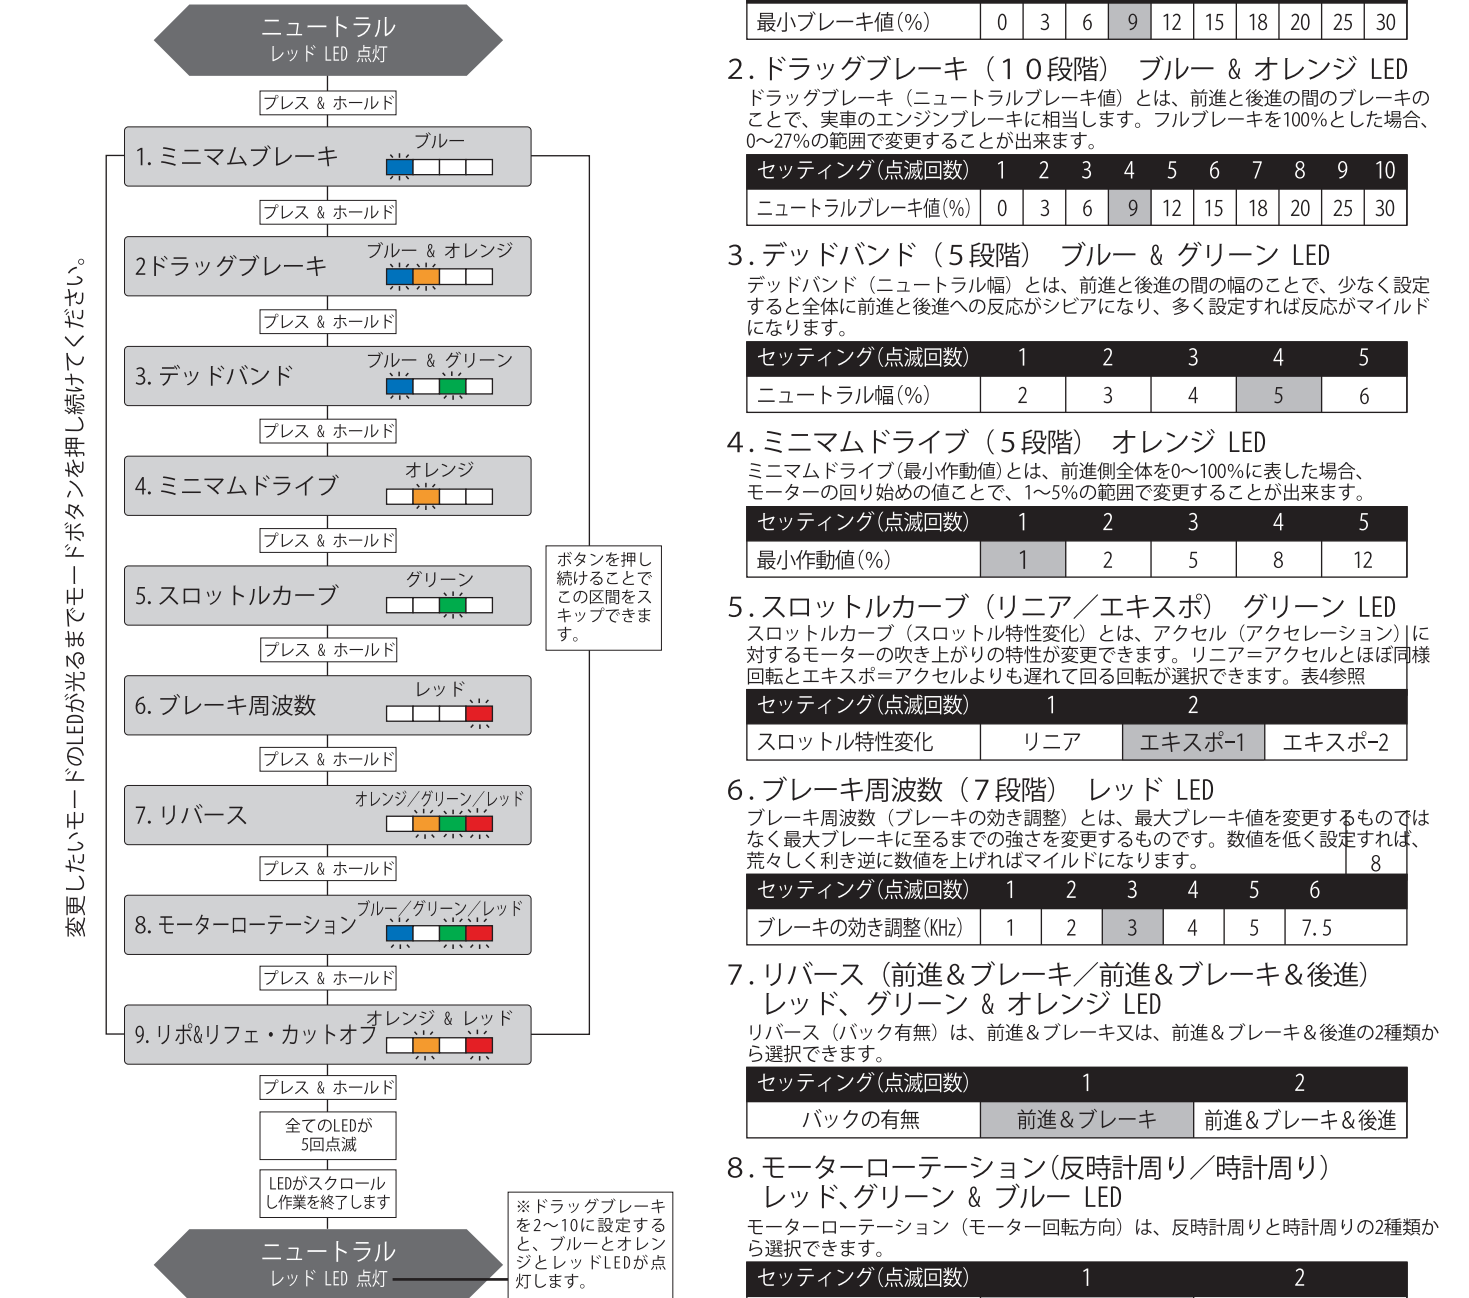 変更したいモードのLEDが光るまでモードボタンを押し続けてください。
ニュートラル
レッド LED 点灯
プレス & ホールド
1. ミニマムブレーキ
ブルー
プレス & ホールド
2ドラッグブレーキ
ブルー & オレンジ
プレス & ホールド
3. デッドバンド
ブルー & グリーン
プレス & ホールド
4. ミニマムドライブ
オレンジ
プレス & ホールド
5. スロットルカーブ
グリーン
プレス & ホールド
6. ブレーキ周波数
レッド
プレス & ホールド
7. リバース
オレンジ/グリーン/レッド
プレス & ホールド
8. モーターローテーション
ブルー/グリーン/レッド
プレス & ホールド
9. リポ&リフェ・カットオフ
オレンジ & レッド
プレス & ホールド
全てのLEDが
5回点滅
LEDがスクロール
し作業を終了します
ニュートラル
レッド LED 点灯
ボタンを押し
続けることで
この区間をス
キップできま
す。
※ドラッグブレーキ
を2〜10に設定する
と、ブルーとオレン
ジとレッドLEDが点
灯します。
最小ブレーキ値(%) 0 3 6 9 12 15 18 20 25 30
2. ドラッグブレーキ（10段階） ブルー & オレンジ LED
ドラッグブレーキ（ニュートラルブレーキ値）とは、前進と後進の間のブレーキの
ことで、実車のエンジンブレーキに相当します。フルブレーキを100%とした場合、
0〜27%の範囲で変更することが出来ます。
セッティング(点滅回数) 1 2 3 4 5 6 7 8 9 10
ニュートラルブレーキ値(%) 0 3 6 9 12 15 18 20 25 30
3. デッドバンド（5段階） ブルー & グリーン LED
デッドバンド（ニュートラル幅）とは、前進と後進の間の幅のことで、少なく設定
すると全体に前進と後進への反応がシビアになり、多く設定すれば反応がマイルド
になります。
セッティング(点滅回数) 1 2 3 4 5
ニュートラル幅(%) 2 3 4 5 6
4. ミニマムドライブ（5段階） オレンジ LED
ミニマムドライブ(最小作動値)とは、前進側全体を0〜100%に表した場合、
モーターの回り始めの値ことで、1〜5%の範囲で変更することが出来ます。
セッティング(点滅回数) 1 2 3 4 5
最小作動値(%) 1 2 5 8 12
5. スロットルカーブ（リニア／エキスポ） グリーン LED
スロットルカーブ（スロットル特性変化）とは、アクセル（アクセレーション）に
対するモーターの吹き上がりの特性が変更できます。リニア＝アクセルとほぼ同様
回転とエキスポ＝アクセルよりも遅れて回る回転が選択できます。表4参照
セッティング(点滅回数) 1 2
スロットル特性変化 リニア エキスポ-1 エキスポ-2
6. ブレーキ周波数（7段階） レッド LED
ブレーキ周波数（ブレーキの効き調整）とは、最大ブレーキ値を変更するものでは
なく最大ブレーキに至るまでの強さを変更するものです。数値を低く設定すれば、
荒々しく利き逆に数値を上げればマイルドになります。
8
セッティング(点滅回数) 1 2 3 4 5 6
ブレーキの効き調整(KHz) 1 2 3 4 5 7.5
7. リバース（前進＆ブレーキ／前進＆ブレーキ＆後進）
レッド、グリーン & オレンジ LED
リバース（バック有無）は、前進＆ブレーキ又は、前進＆ブレーキ＆後進の2種類か
ら選択できます。
セッティング(点滅回数) 1 2
バックの有無 前進＆ブレーキ 前進＆ブレーキ＆後進
8. モーターローテーション(反時計周り／時計周り)
レッド、グリーン & ブルー LED
モーターローテーション（モーター回転方向）は、反時計周りと時計周りの2種類か
ら選択できます。
セッティング(点滅回数) 1 2